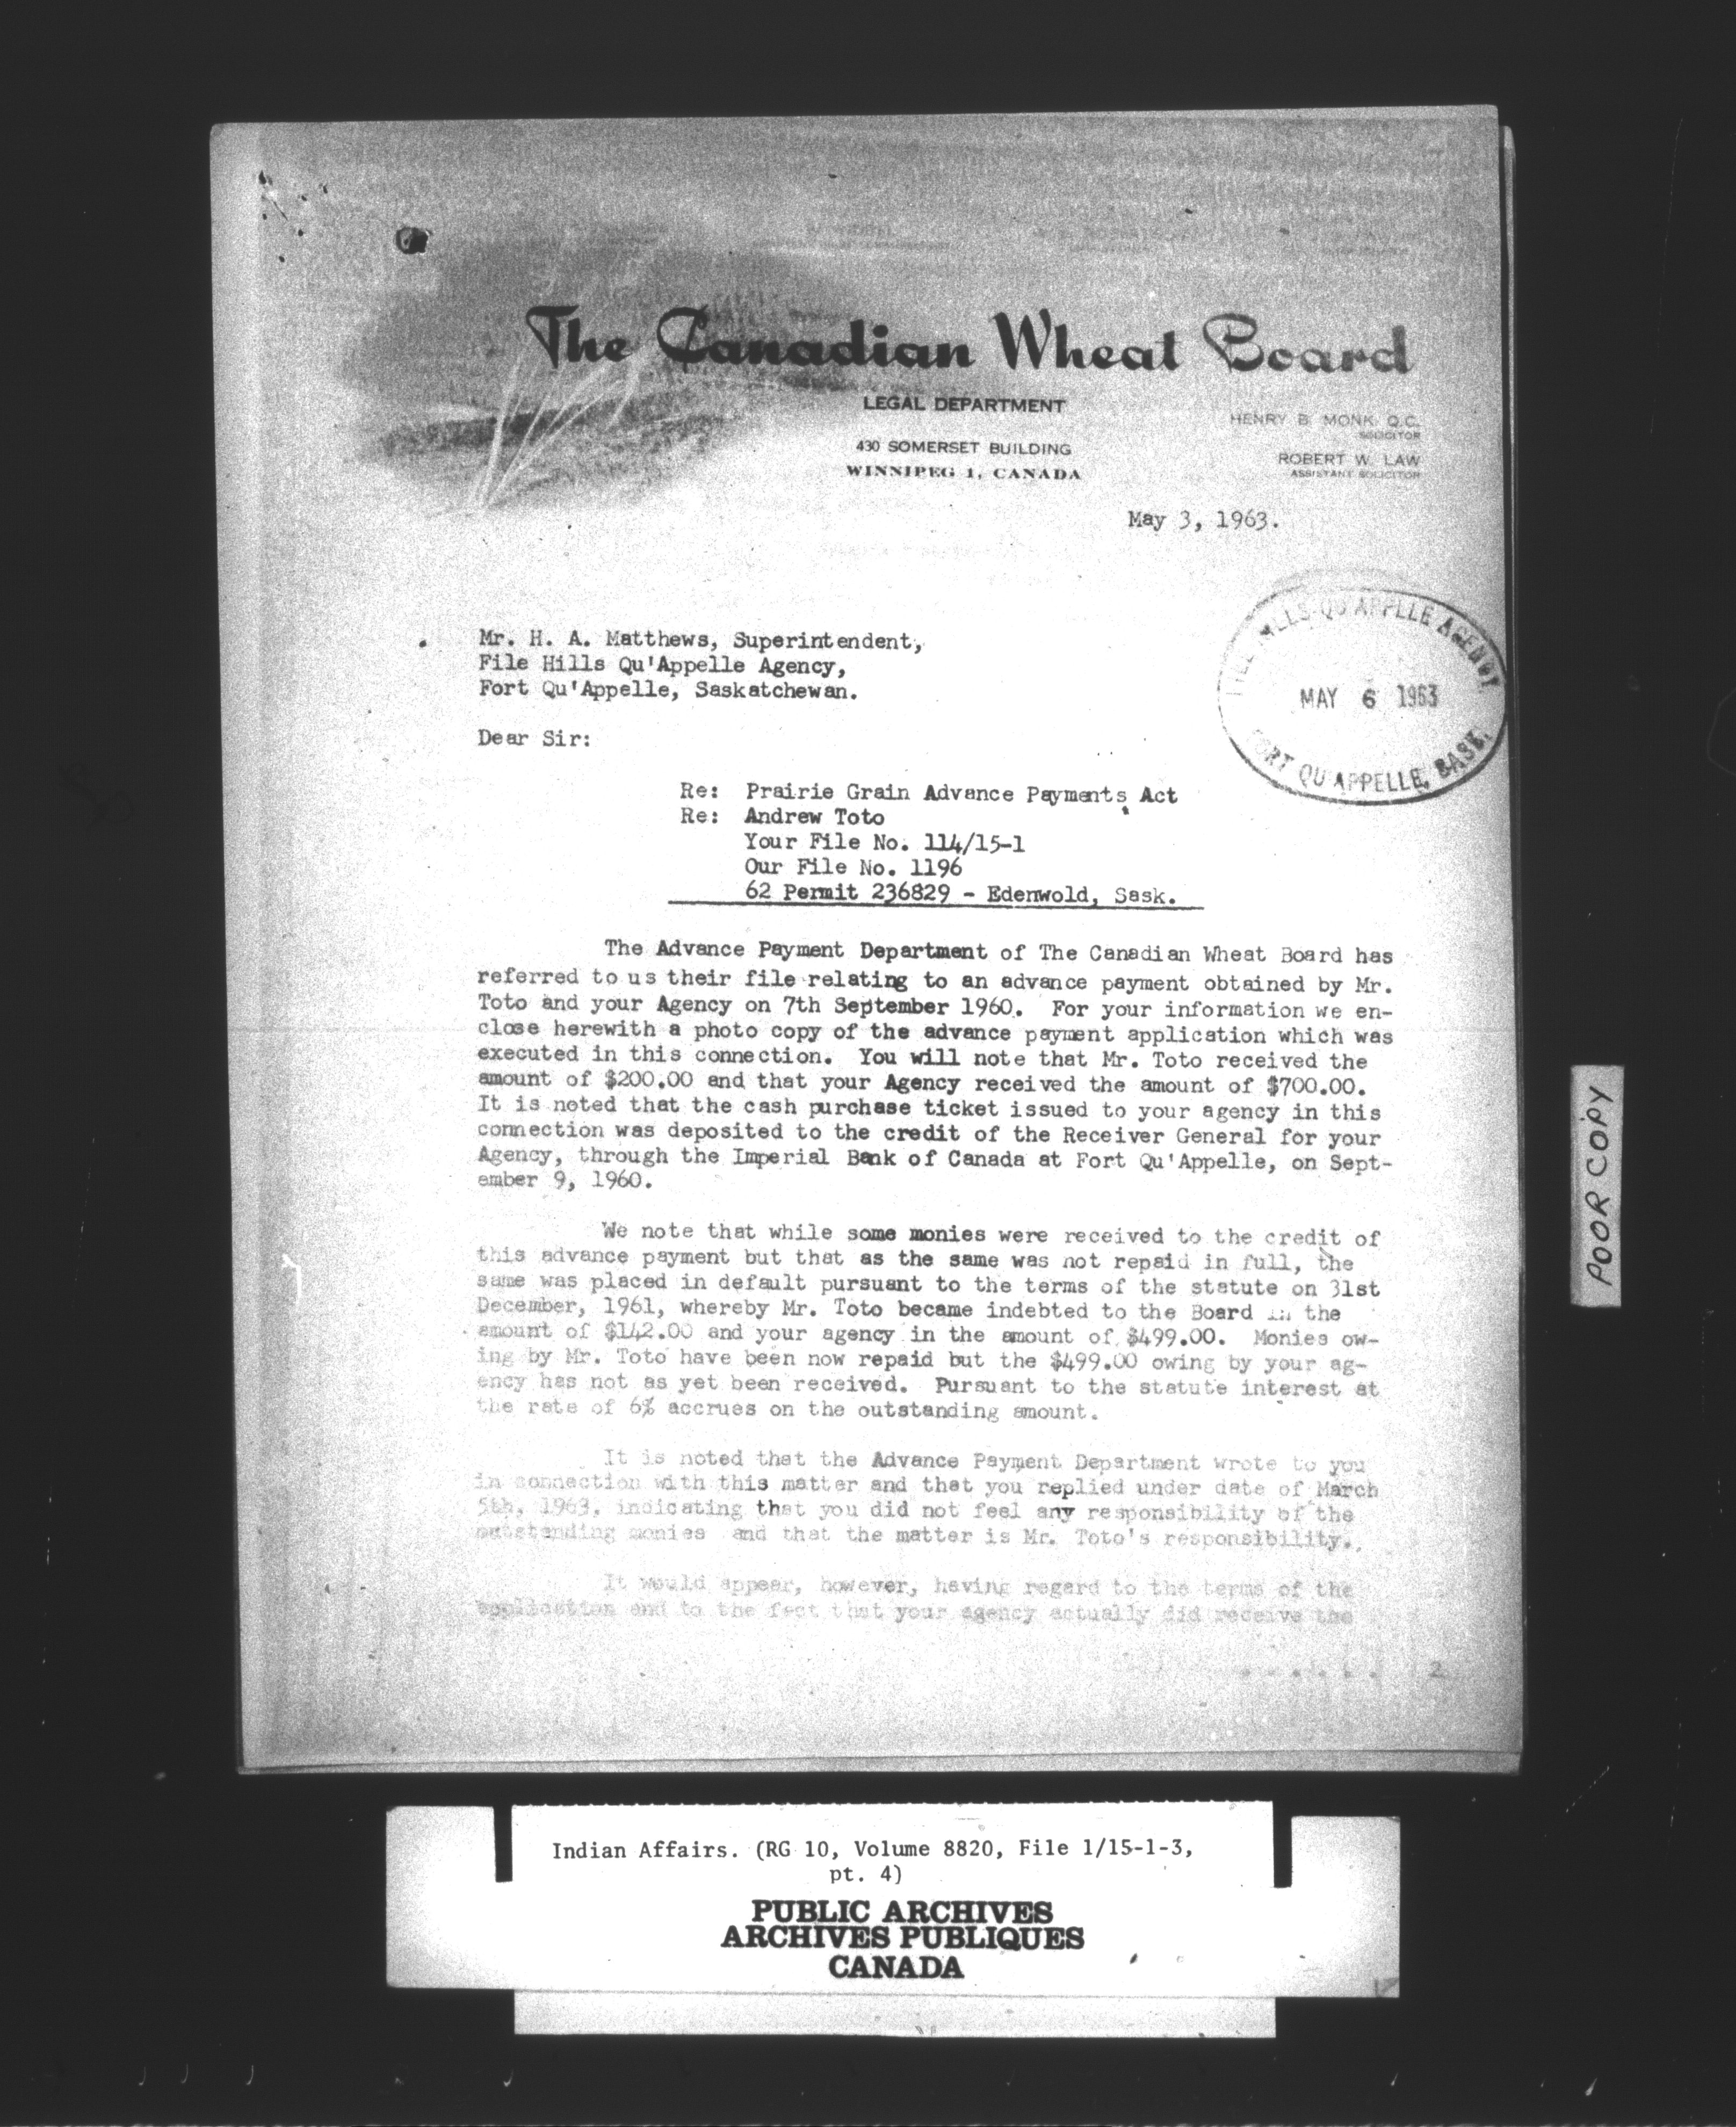 The Canadian Wheat Board
LEGAL DEPARTMENT
430 SOMERSET BUILDING
WINNIPEG 1, CANADA
HENRY B. MONK, Q.C.
SOLICITOR
ROBERT W. LAW
ASSISTANT SOLICITOR
May 3, 1963.
FILE HILLS-QU'APPELLE AGENCY
MAY 6 1963
FORT QU'APPELLE, SASK.
Mr. H. A. Matthews, Superintendent,
File Hills Qu'Appelle Agency,
Fort Qu'Appelle, Saskatchewan.
Dear Sir:
Re: Prairie Grain Advance Payments Act
Re: Andrew Toto
Your File No. 114/15-1
Our File No. 1196
62 Permit 236829 - Edenwold, Sask.
The Advance Payment Department of The Canadian Wheat Board has
referred to us their file relating to an advance payment obtained by Mr.
Toto and your Agency on 7th September 1960. For your information we en-
close herewith a photo copy of the advance payment application which was
executed in this connection. You will note that Mr. Toto received the
amount of $200.00 and that your Agency received the amount of $700.00.
It is noted that the cash purchase ticket issued to your agency in this
connection was deposited to the credit of the Receiver General for your
Agency, through the Imperial Bank of Canada at Fort Qu'Appelle, on Sept-
ember 9, 1960.
We note that while some monies were received to the credit of
this advance payment but that as the same was not repaid in full, the
same was placed in default pursuant to the terms of the statute on 31st
December, 1961, whereby Mr. Toto became indebted to the Board in the
amount of $142.00 and your agency in the amount of $499.00. Monies ow-
ing by Mr. Toto have been now repaid but the $499.00 owing by your ag-
ency has not as yet been received. Pursuant to the statute interest at
the rate of 6% accrues on the outstanding amount.
It is noted that the Advance Payment Department wrote to you
in connection with this matter and that you replied under date of March
5th, 1963, indicating that you did not feel any responsibility of the
outstanding monies and that the matter is Mr. Toto's responsibility.
It would appear, however, having regard to the terms of the
application and to the fact that your agency actually did receive the
. . . . . . 2
POOR COPY
Indian Affairs. (RG 10, Volume 8820, File 1/15-1-3,
pt. 4)
PUBLIC ARCHIVES
ARCHIVES PUBLIQUES
CANADA